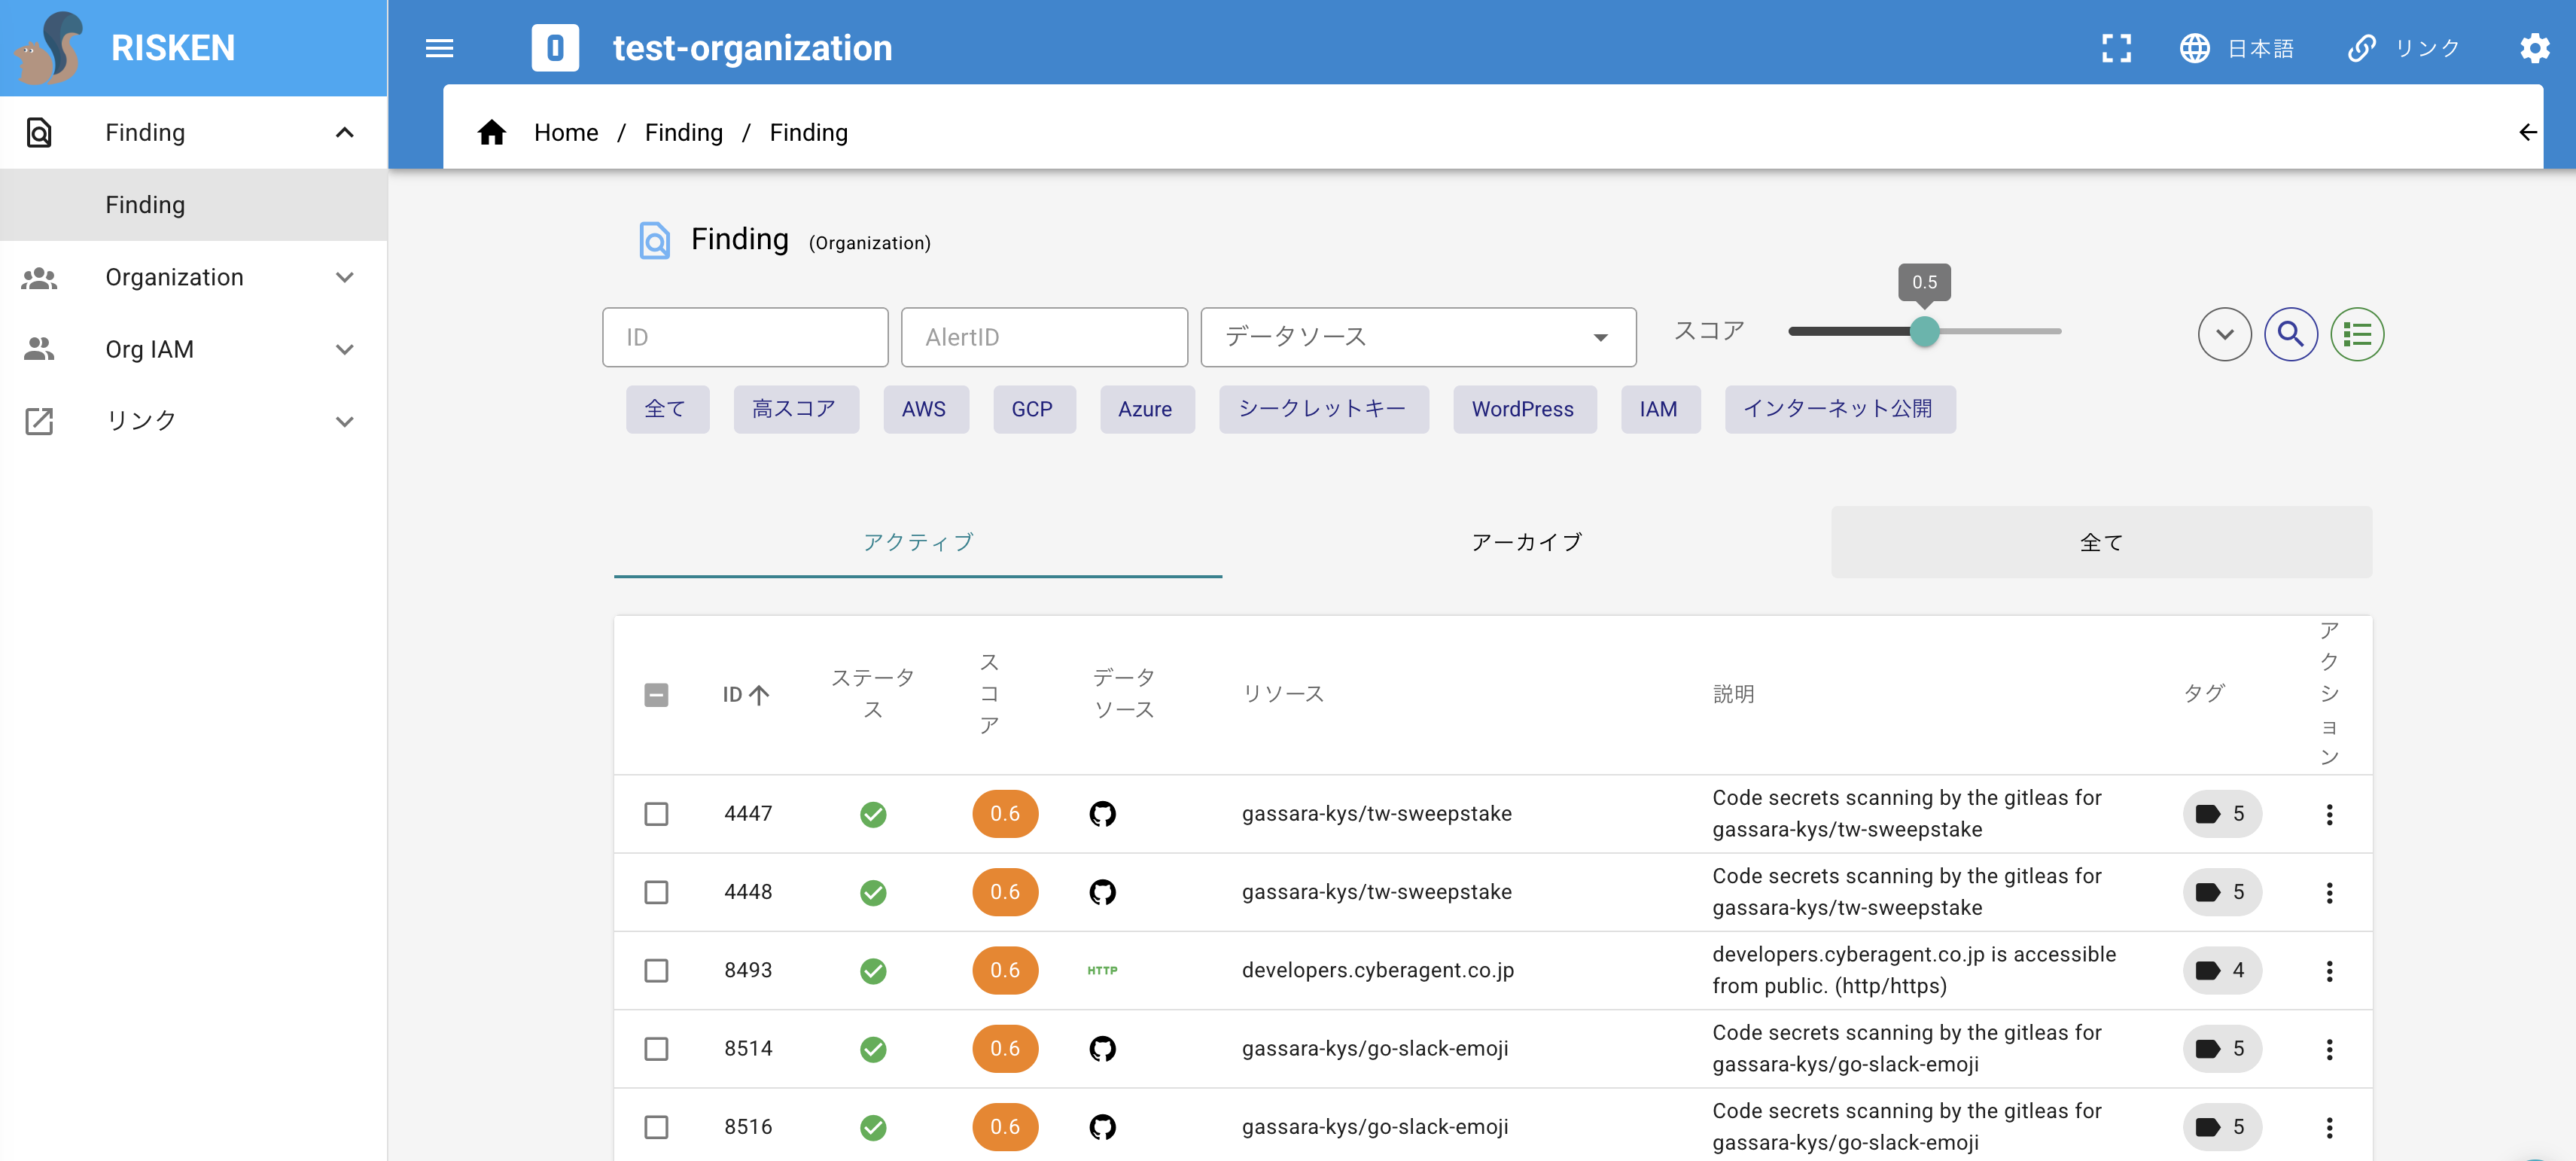 RISKEN
test-organization
日本語
リンク
Home / Finding / Finding
Finding
Finding
Organization
Org IAM
リンク
Finding (Organization)
0.5
ID
AlertID
データソース
スコア
全て
高スコア
AWS
GCP
Azure
シークレットキー
WordPress
IAM
インターネット公開
アクティブ
アーカイブ
全て
ID
ステータス
スコア
データソース
リソース
説明
タグ
アクション
4447 0.6 gassara-kys/tw-sweepstake Code secrets scanning by the gitleas for
gassara-kys/tw-sweepstake 5
4448 0.6 gassara-kys/tw-sweepstake Code secrets scanning by the gitleas for
gassara-kys/tw-sweepstake 5
8493 0.6 HTTP developers.cyberagent.co.jp developers.cyberagent.co.jp is accessible
from public. (http/https) 4
8514 0.6 gassara-kys/go-slack-emoji Code secrets scanning by the gitleas for
gassara-kys/go-slack-emoji 5
8516 0.6 gassara-kys/go-slack-emoji Code secrets scanning by the gitleas for
gassara-kys/go-slack-emoji 5